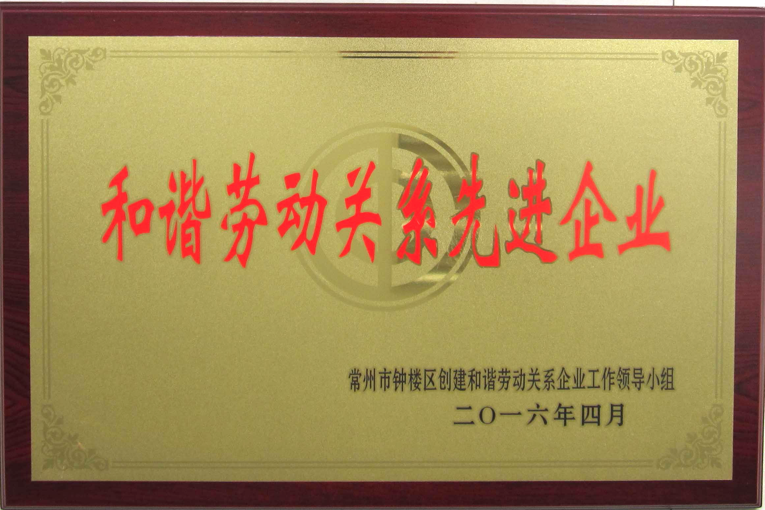 和谐劳动关系先进企业
常州市钟楼区创建和谐劳动关系企业工作领导小组
二〇一六年四月